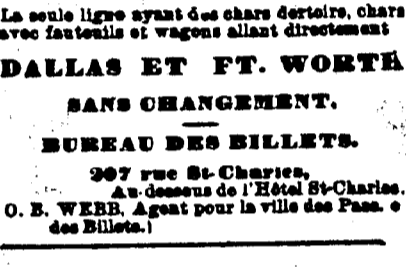 La seule ligne ayant des chars dortoirs, chars
avec fauteuils et wagons allant directement
DALLAS ET FT. WORTH
SANS CHANGEMENT.
BUREAU DES BILLETS.
207 rue St-Charles,
Au-dessous de l'Hôtel St-Charles.
O. B. WEBB, Agent pour la ville des Pass. e
des Billets.